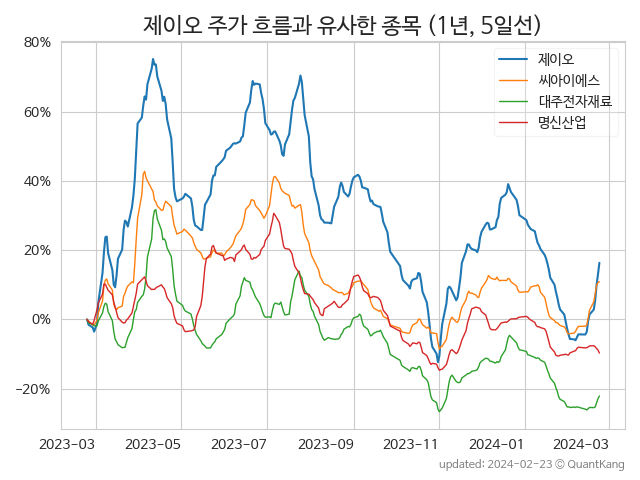 제이오 주가 흐름과 유사한 종목 (1년, 5일선)
제이오
씨아이에스
대주전자재료
명신산업
80%
60%
40%
20%
0%
−20%
2023-03 2023-05 2023-07 2023-09 2023-11 2024-01 2024-03
updated: 2024-02-23 © QuantKang